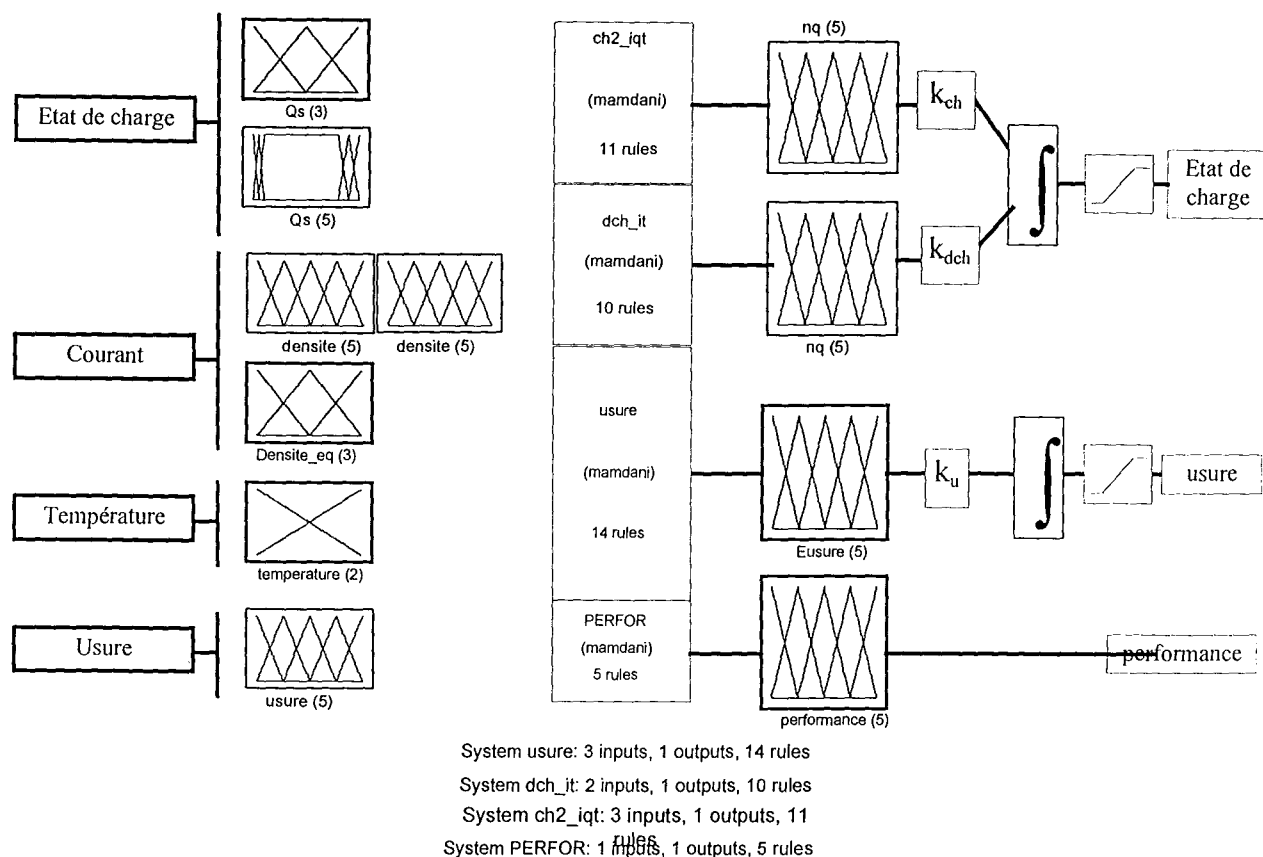 Etat de charge
Qs (3)
Qs (5)
Courant
densite (5)
densite (5)
Densite_eq (3)
Température
temperature (2)
Usure
usure (5)
ch2_iqt
(mamdani)
11 rules
dch_it
(mamdani)
10 rules
usure
(mamdani)
14 rules
PERFOR
(mamdani)
5 rules
nq (5)
kch
nq (5)
kdch
∫
Etat de
charge
Eusure (5)
ku
∫
usure
performance (5)
performance
System usure: 3 inputs, 1 outputs, 14 rules
System dch_it: 2 inputs, 1 outputs, 10 rules
System ch2_iqt: 3 inputs, 1 outputs, 11
rules
System PERFOR: 1 inputs, 1 outputs, 5 rules